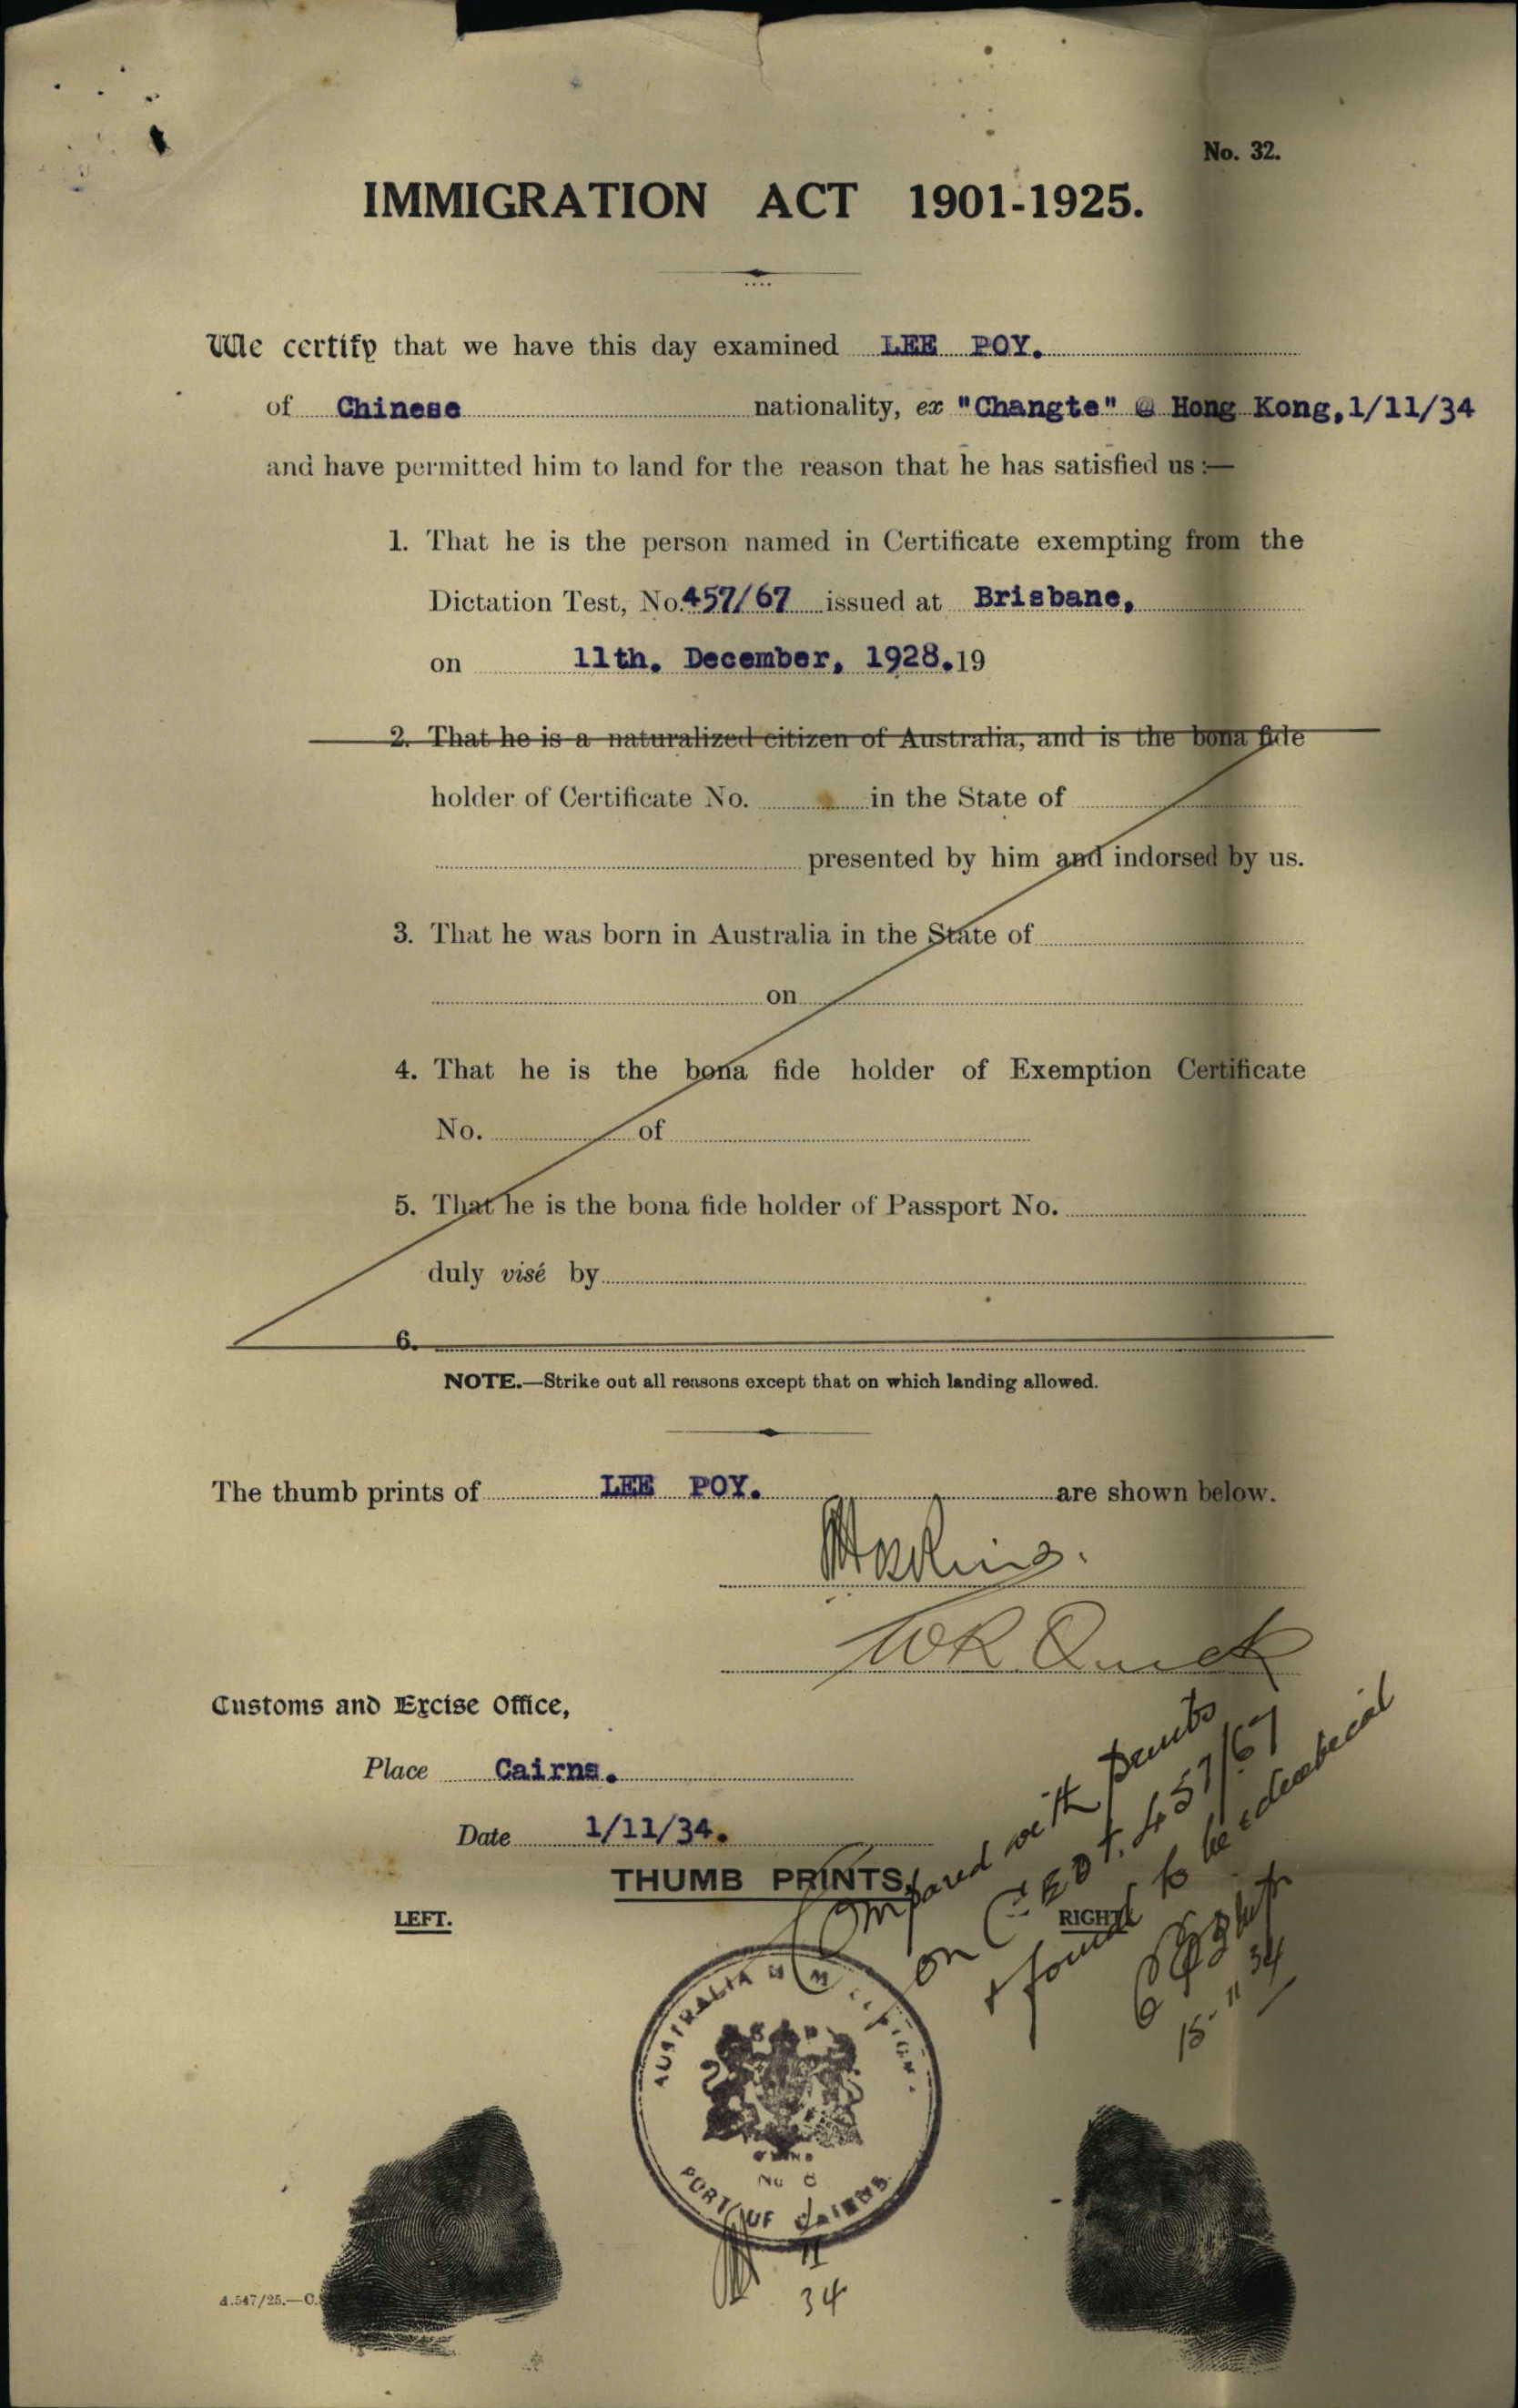 No. 32.
IMMIGRATION ACT 1901-1925.
We certify that we have this day examined LEE POY.
of Chinese nationality, ex "Changte" @ Hong Kong, 1/11/34
and have permitted him to land for the reason that he has satisfied us :—
1. That he is the person named in Certificate exempting from the
Dictation Test, No. 457/67 issued at Brisbane,
on 11th. December, 1928. 19
2. That he is a naturalized citizen of Australia, and is the bona fide
holder of Certificate No. in the State of
presented by him and indorsed by us.
3. That he was born in Australia in the State of
on
4. That he is the bona fide holder of Exemption Certificate
No. of
5. That he is the bona fide holder of Passport No.
duly visé by
6.
NOTE.—Strike out all reasons except that on which landing allowed.
The thumb prints of LEE POY. are shown below.
WR Quick
Customs and Excise Office,
Place Cairns.
Date 1/11/34.
THUMB PRINTS.
LEFT.
RIGHT
Compared with prints
on C.E.D.T. 457/67
& found to be identical
15-11-34
AUSTRALIA
No 8
PORT OF CAIRNS
1
11
34
A.547/25.—C.